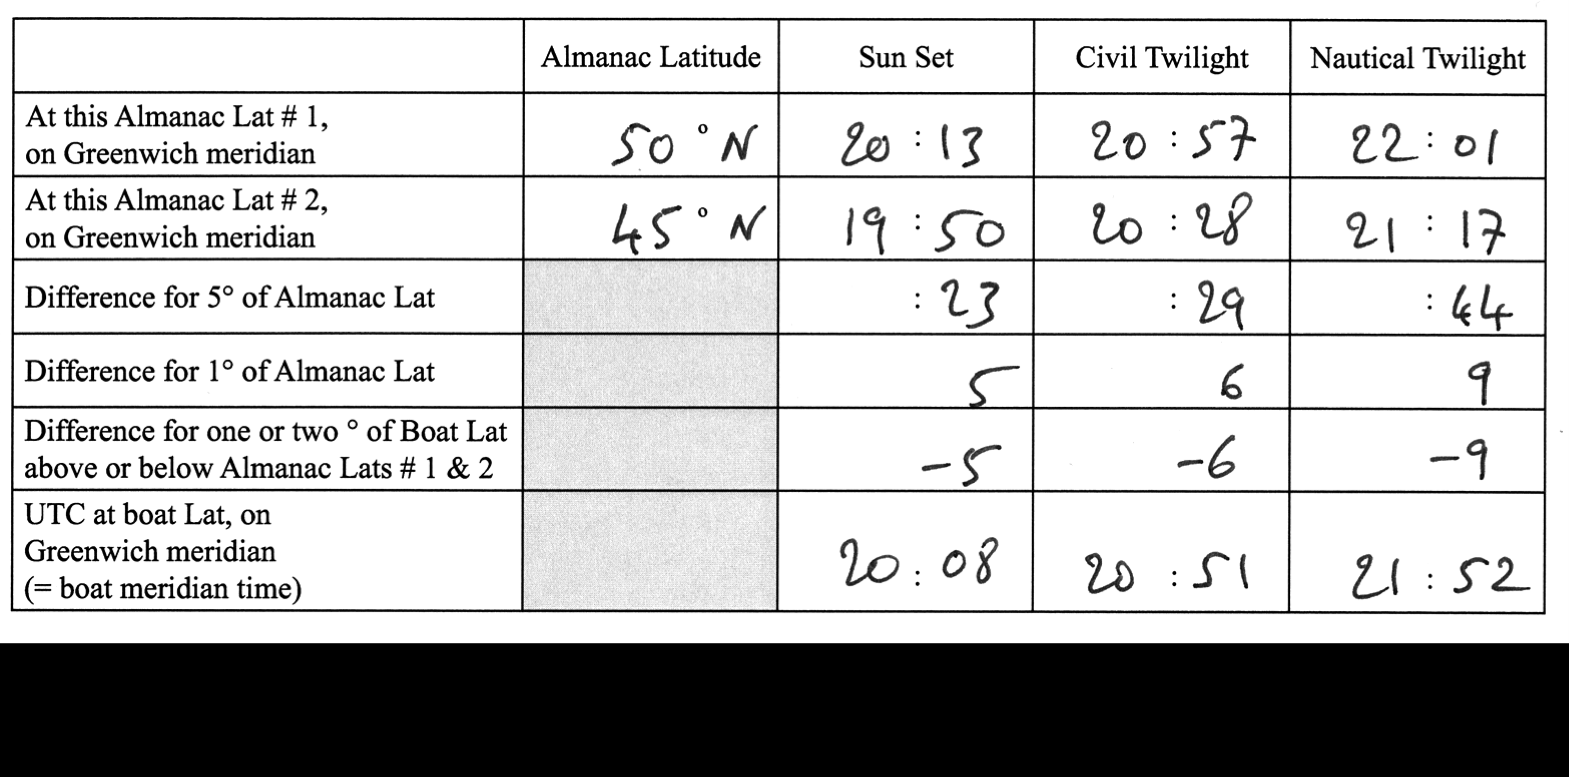 Almanac Latitude Sun Set Civil Twilight Nautical Twilight
At this Almanac Lat # 1,
on Greenwich meridian 50 ° N 20 : 13 20 : 57 22 : 01
At this Almanac Lat # 2,
on Greenwich meridian 45 ° N 19 : 50 20 : 28 21 : 17
Difference for 5° of Almanac Lat : 23 : 29 : 44
Difference for 1° of Almanac Lat 5 6 9
Difference for one or two ° of Boat Lat
above or below Almanac Lats # 1 & 2 -5 -6 -9
UTC at boat Lat, on
Greenwich meridian
(= boat meridian time) 20 : 08 20 : 51 21 : 52